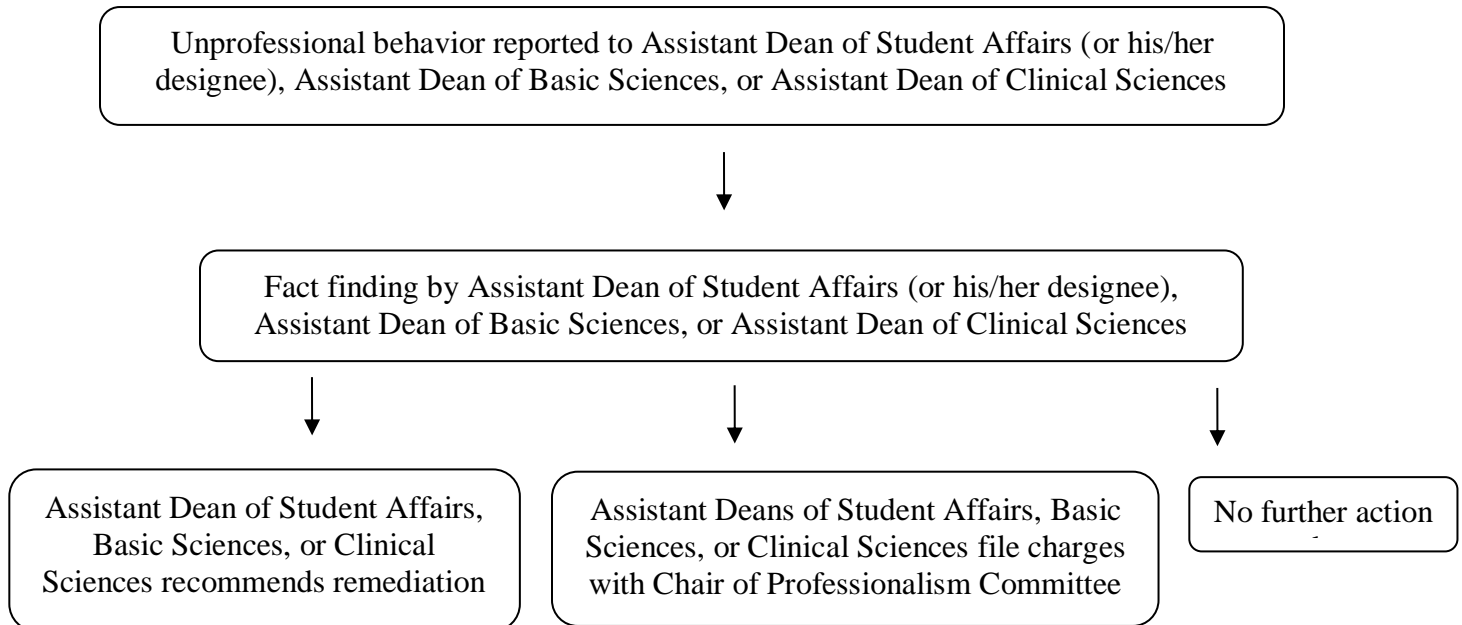 Unprofessional behavior reported to Assistant Dean of Student Affairs (or his/her
designee), Assistant Dean of Basic Sciences, or Assistant Dean of Clinical Sciences
Fact finding by Assistant Dean of Student Affairs (or his/her designee),
Assistant Dean of Basic Sciences, or Assistant Dean of Clinical Sciences
Assistant Dean of Student Affairs,
Basic Sciences, or Clinical
Sciences recommends remediation
Assistant Deans of Student Affairs, Basic
Sciences, or Clinical Sciences file charges
with Chair of Professionalism Committee
No further action